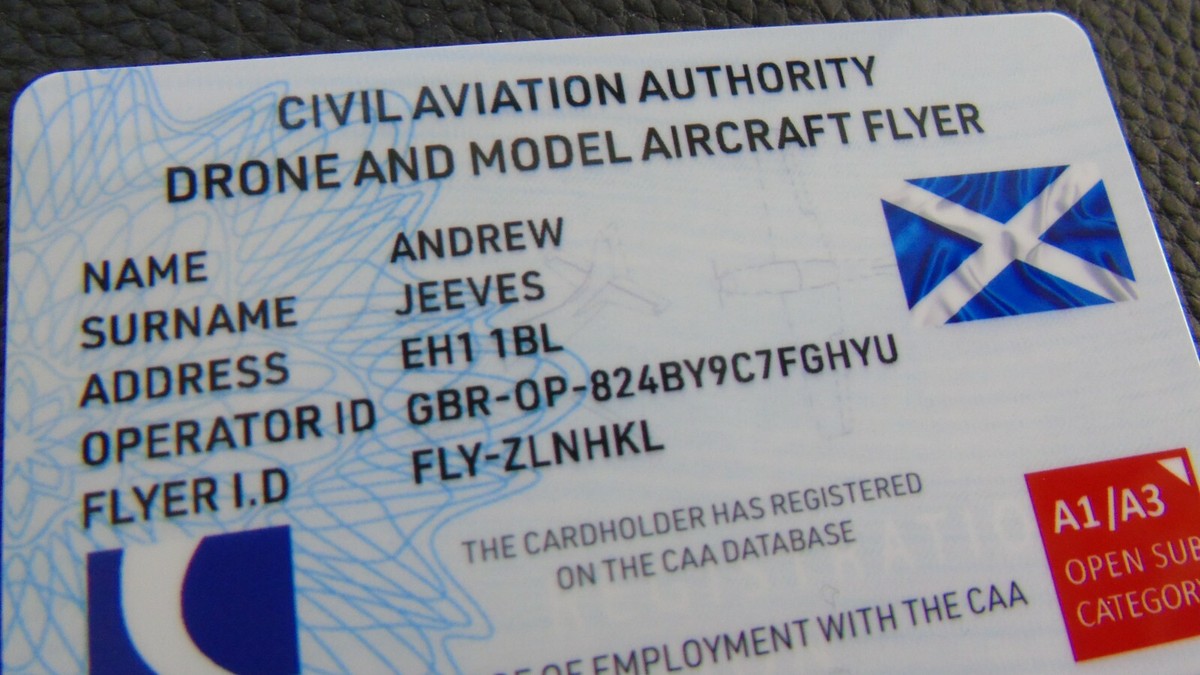 CIVIL AVIATION AUTHORITY
DRONE AND MODEL AIRCRAFT FLYER
NAME ANDREW
SURNAME JEEVES
ADDRESS EH1 1BL
OPERATOR ID GBR-OP-824BY9C7FGHYU
FLYER I.D FLY-ZLNHKL
THE CARDHOLDER HAS REGISTERED
ON THE CAA DATABASE
OF EMPLOYMENT WITH THE CAA
A1/A3
OPEN SUB
CATEGOR